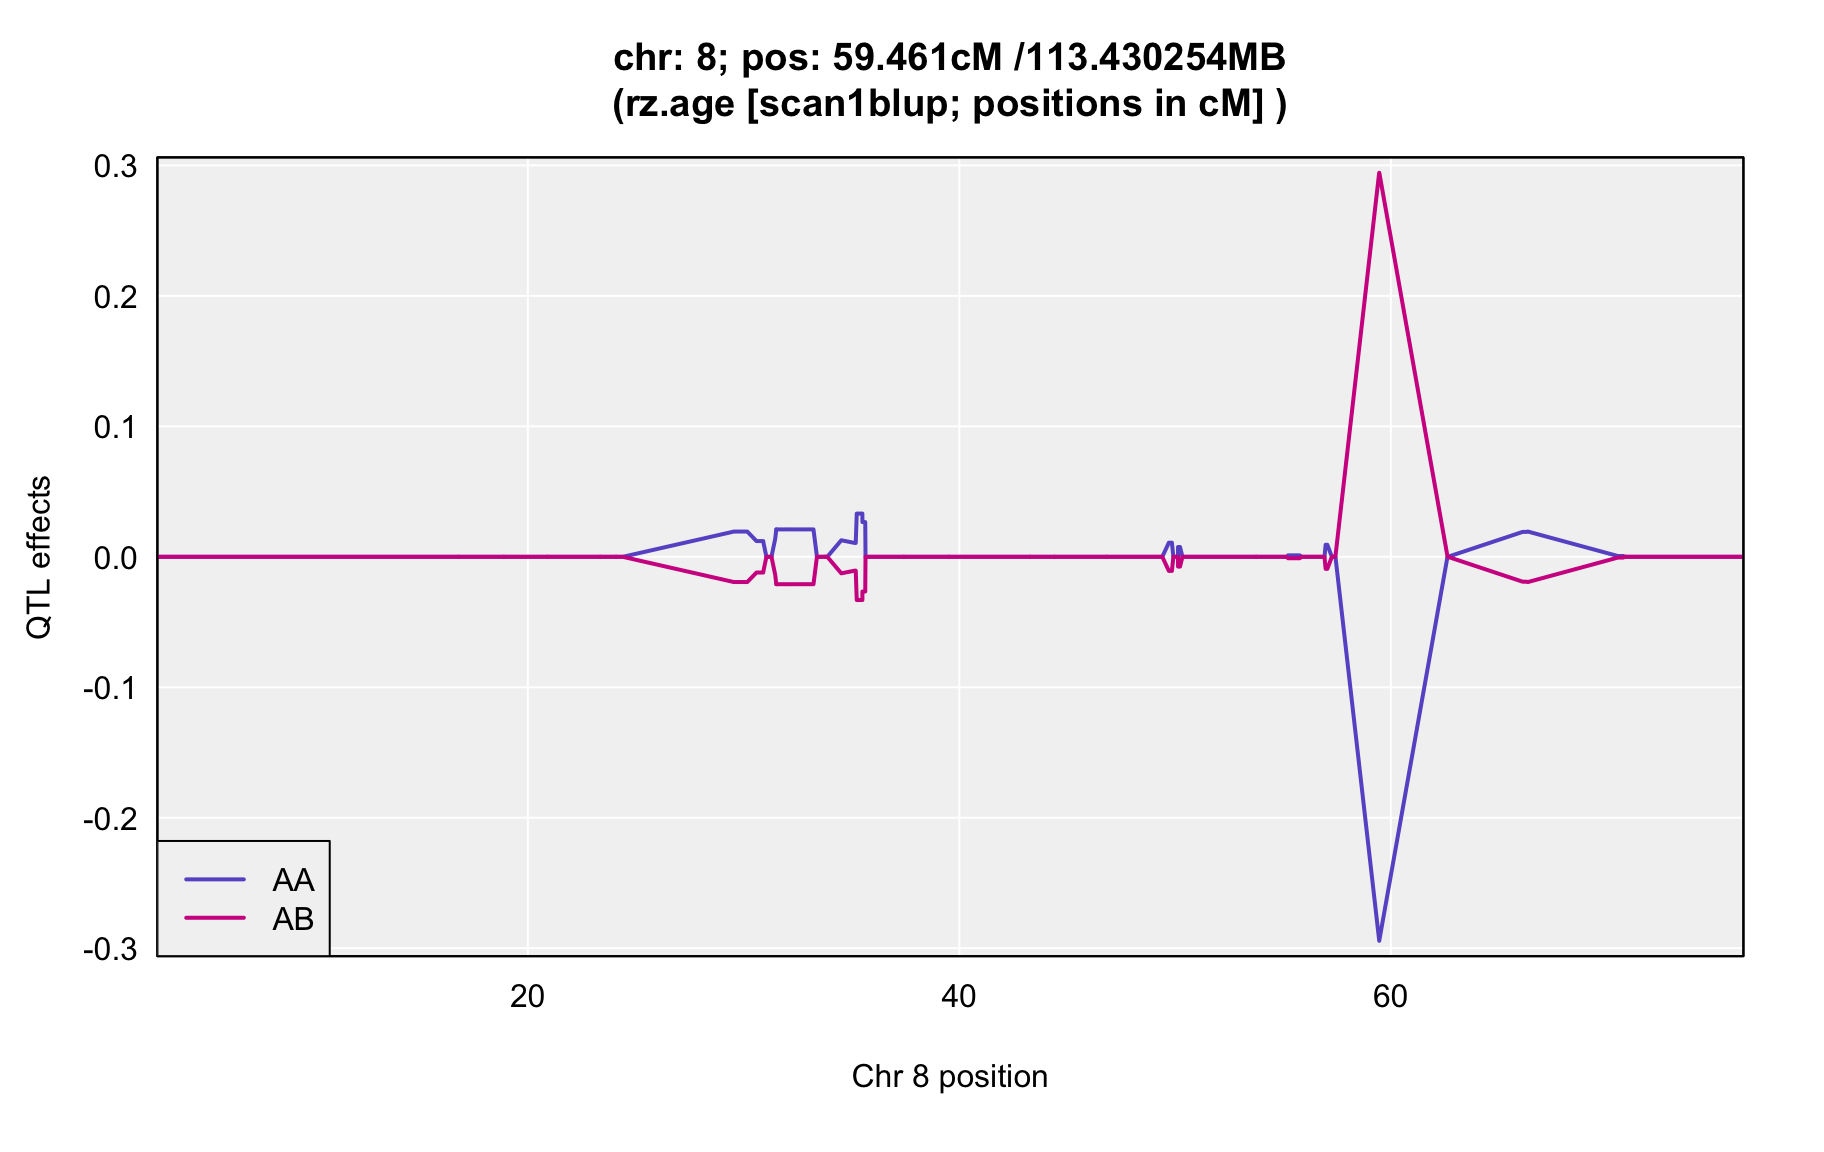 chr: 8; pos: 59.461cM /113.430254MB
(rz.age [scan1blup; positions in cM] )
0.3
0.2
0.1
0.0
-0.1
-0.2
-0.3
QTL effects
AA
AB
20 40 60
Chr 8 position